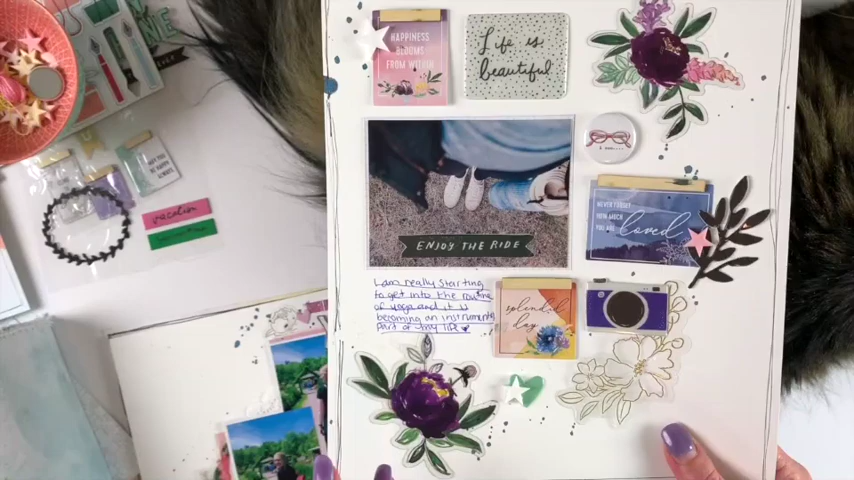 HAPPINESS
BLOOMS
FROM WITHIN
Life is
beautiful
ENJOY THE RIDE
NEVER FORGET
HOW MUCH
YOU ARE
loved
I am really starting
to get into the routine
of yoga and it is
becoming an instrumental
part of my life
splendid
day
vacation